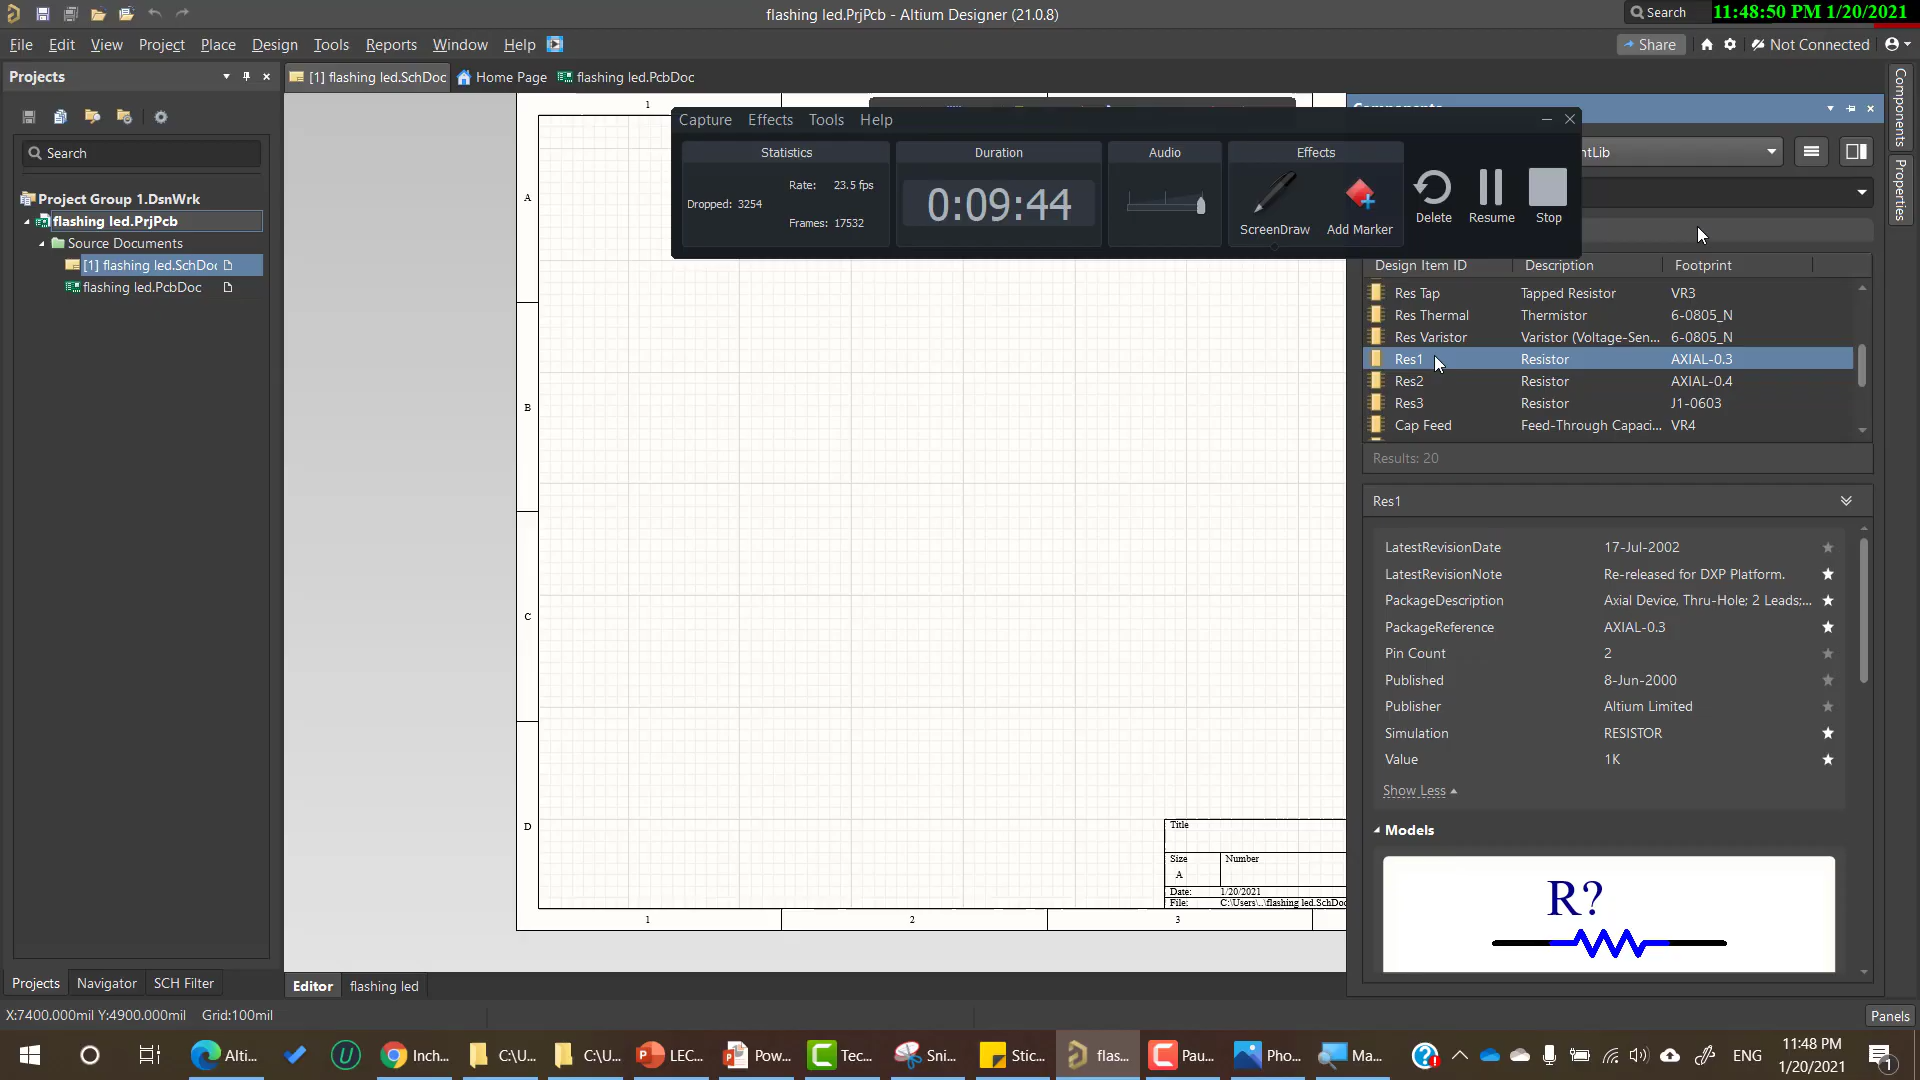 flashing led.PrjPcb - Altium Designer (21.0.8)
Search
11:48:50 PM 1/20/2021
File Edit View Project Place Design Tools Reports Window Help
Share
Not Connected
Projects
[1] flashing led.SchDoc
Home Page
flashing led.PcbDoc
Search
Project Group 1.DsnWrk
flashing led.PrjPcb
Source Documents
[1] flashing led.SchDoc
flashing led.PcbDoc
Projects Navigator SCH Filter
1
A
B
C
D
1 2 3
Title
Size Number
A
Date: 1/20/2021
File: C:\Users\..\flashing led.SchDoc
Editor flashing led
Capture Effects Tools Help
Statistics
Rate: 23.5 fps
Dropped: 3254
Frames: 17532
Duration
0:09:44
Audio
Effects
ScreenDraw
Add Marker
Delete
Resume
Stop
Components
Properties
Design Item ID Description Footprint
Res Tap Tapped Resistor VR3
Res Thermal Thermistor 6-0805_N
Res Varistor Varistor (Voltage-Sen... 6-0805_N
Res1 Resistor AXIAL-0.3
Res2 Resistor AXIAL-0.4
Res3 Resistor J1-0603
Cap Feed Feed-Through Capaci... VR4
Results: 20
Res1
LatestRevisionDate 17-Jul-2002
LatestRevisionNote Re-released for DXP Platform.
PackageDescription Axial Device, Thru-Hole; 2 Leads;...
PackageReference AXIAL-0.3
Pin Count 2
Published 8-Jun-2000
Publisher Altium Limited
Simulation RESISTOR
Value 1K
Show Less
Models
R?
X:7400.000mil Y:4900.000mil Grid:100mil
Panels
Alti...
Inch...
C:\U...
C:\U...
LEC...
Pow...
Tec...
Sni...
Stic...
flas...
Pau...
Pho...
Ma...
ENG
11:48 PM
1/20/2021
1